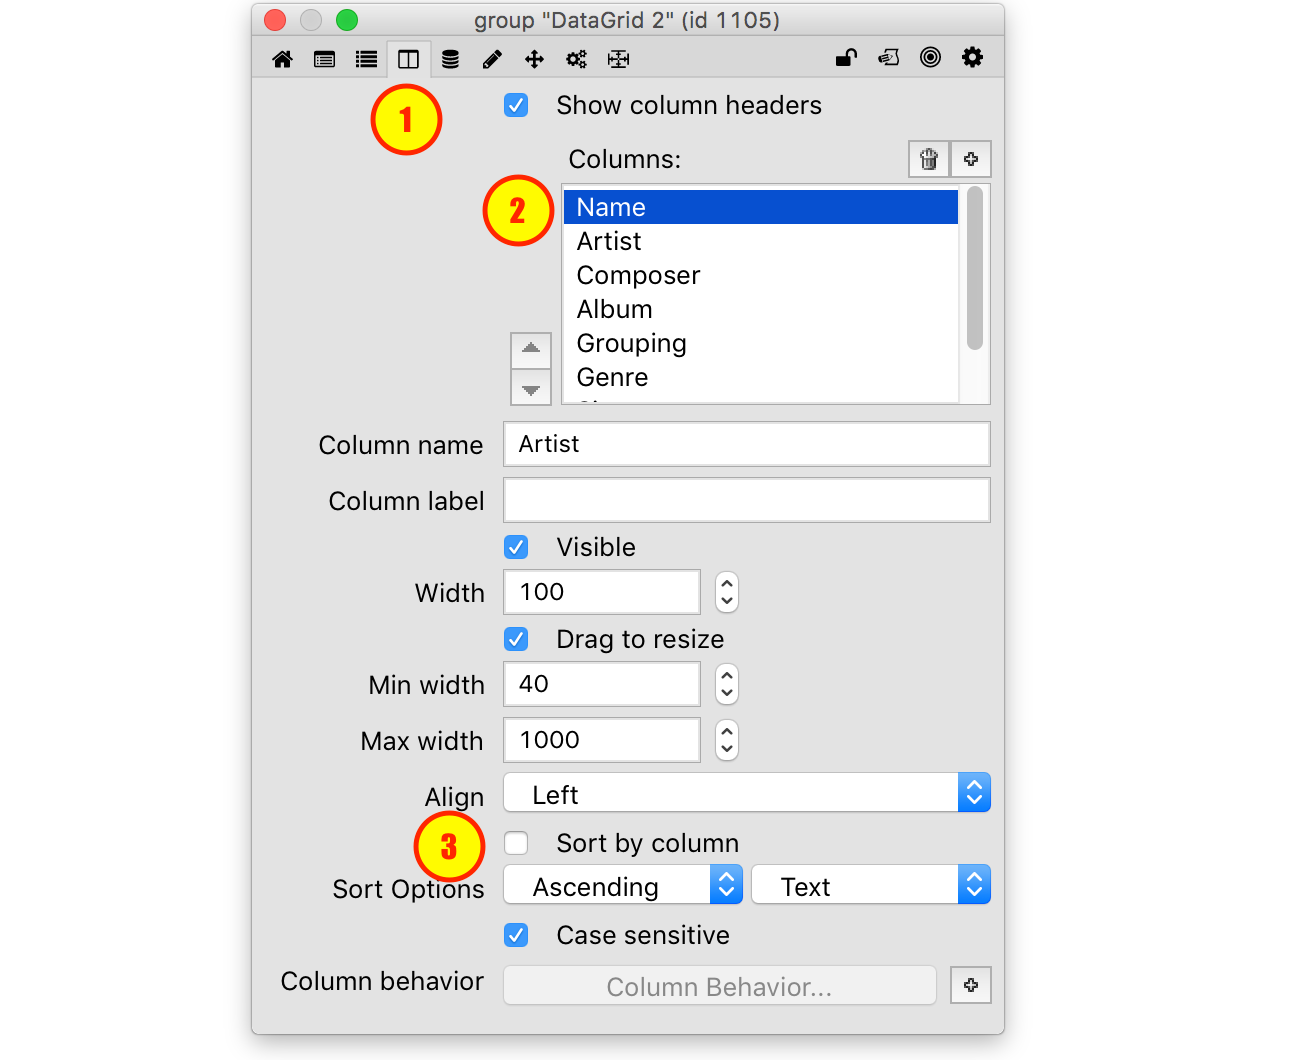 group "DataGrid 2" (id 1105)
1
Show column headers
Columns:
2
Name
Artist
Composer
Album
Grouping
Genre
Column name Artist
Column label
Visible
Width 100
Drag to resize
Min width 40
Max width 1000
Align Left
3
Sort by column
Sort Options Ascending Text
Case sensitive
Column behavior Column Behavior...